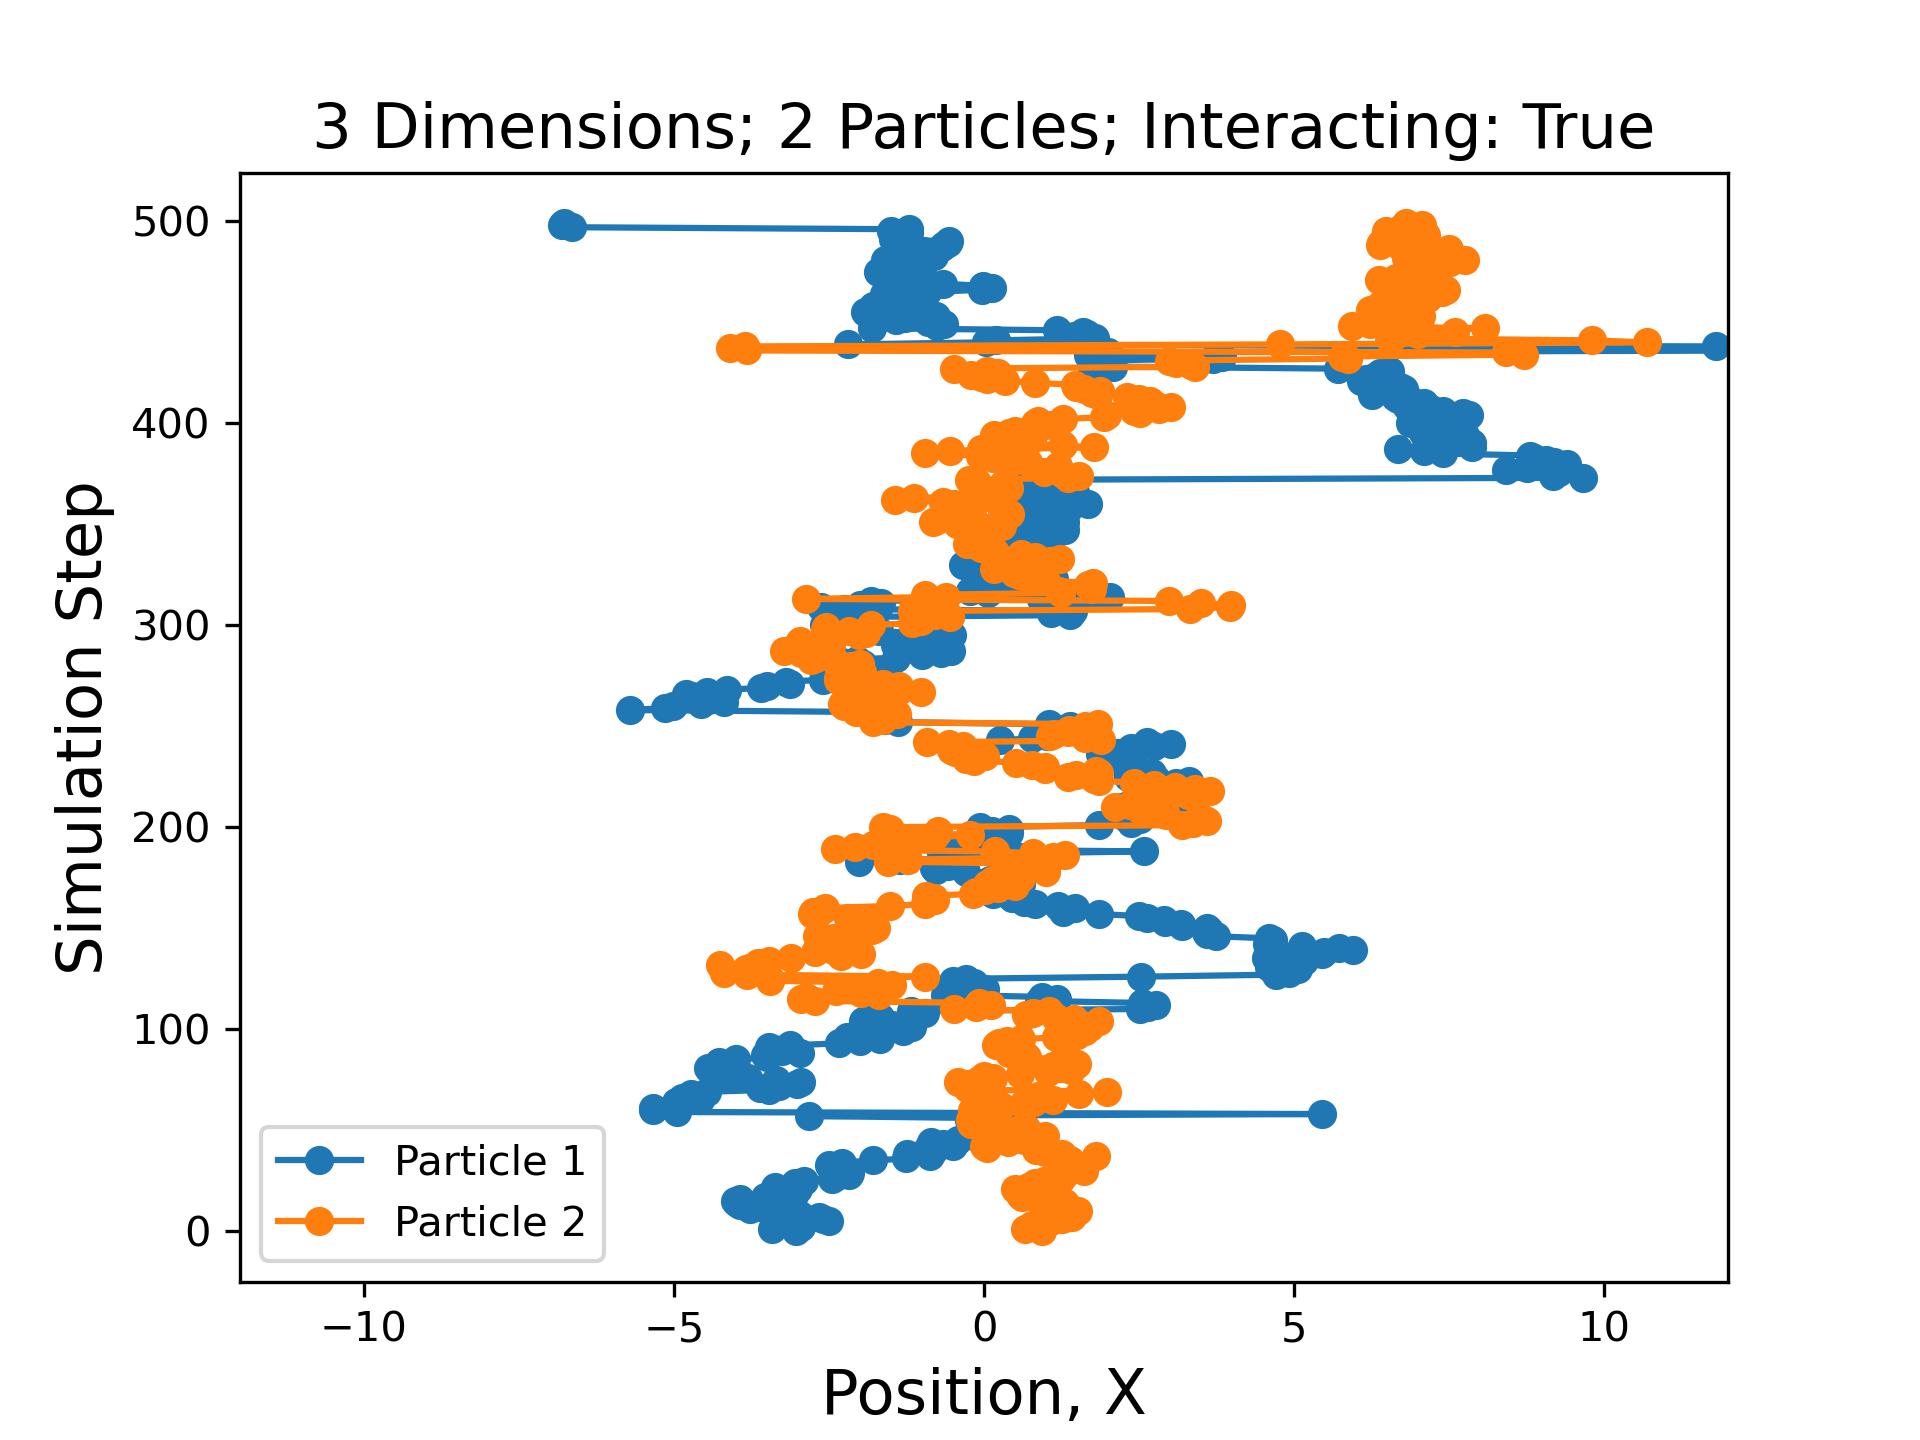 3 Dimensions; 2 Particles; Interacting: True
Simulation Step
500
400
300
200
100
0
Particle 1
Particle 2
−10
−5
0
5
10
Position, X